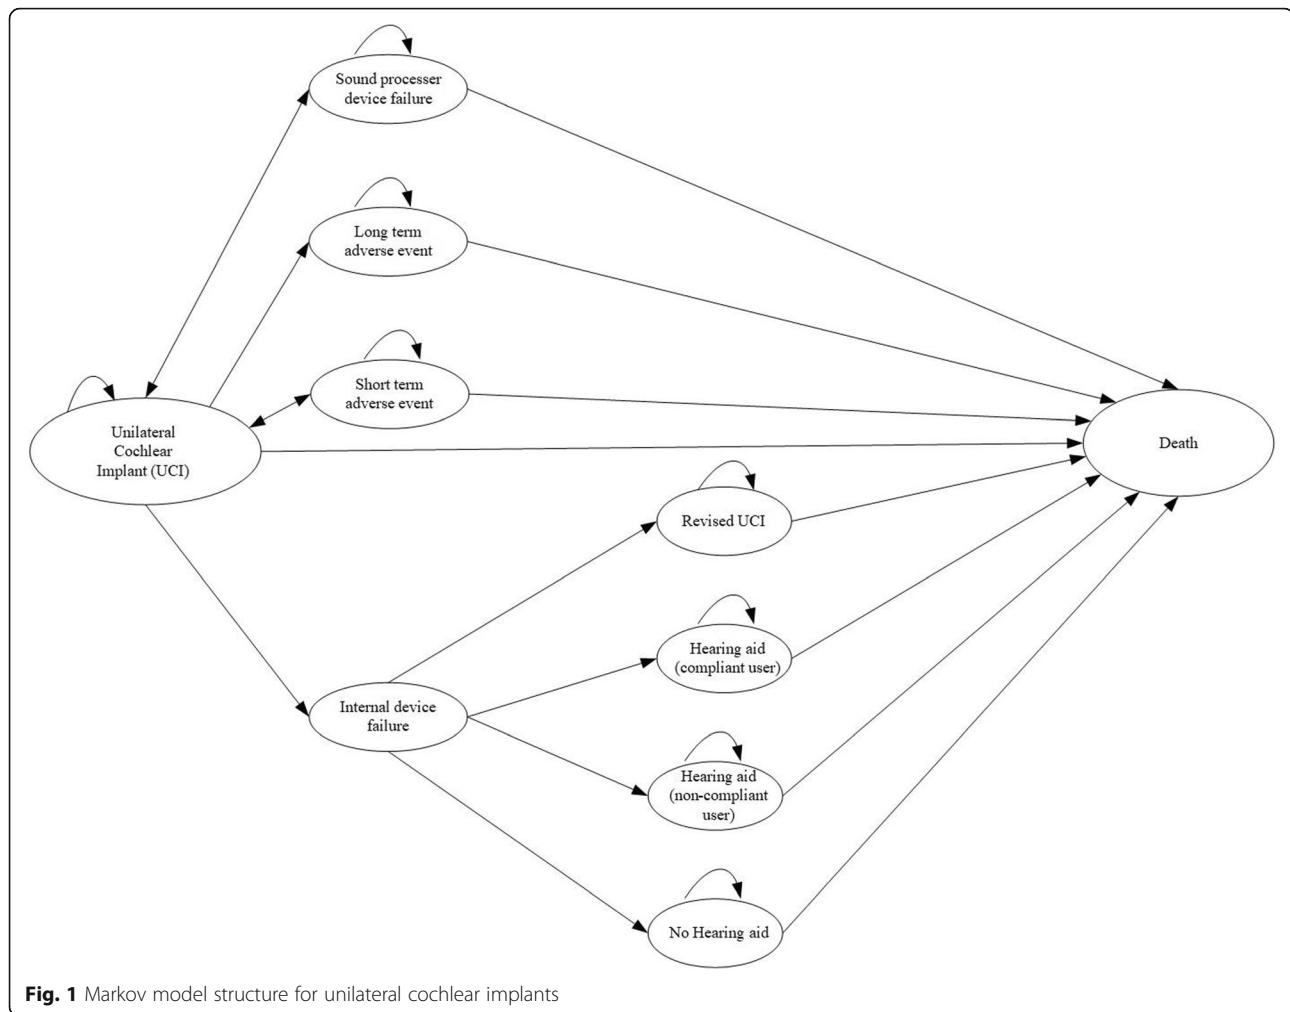 Sound processer
device failure
Long term
adverse event
Short term
adverse event
Unilateral
Cochlear
Implant (UCI)
Death
Revised UCI
Hearing aid
(compliant user)
Internal device
failure
Hearing aid
(non-compliant
user)
No Hearing aid
Fig. 1 Markov model structure for unilateral cochlear implants